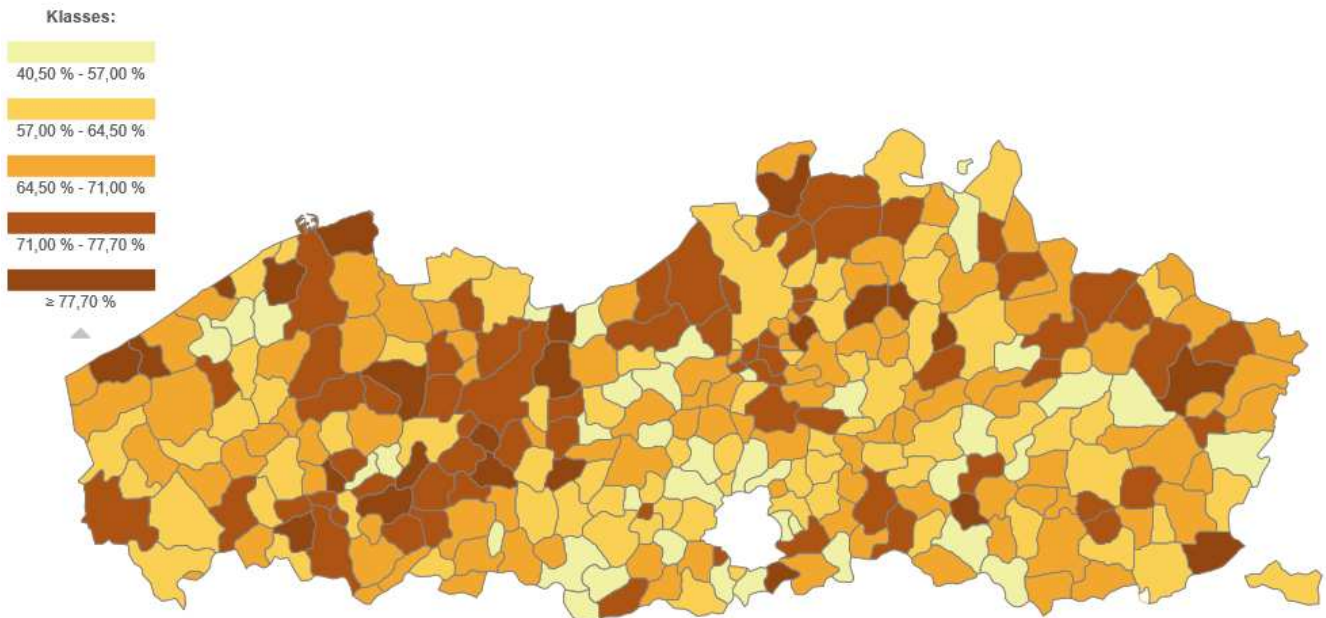 Klasses:
40,50 % - 57,00 %
57,00 % - 64,50 %
64,50 % - 71,00 %
71,00 % - 77,70 %
≥ 77,70 %